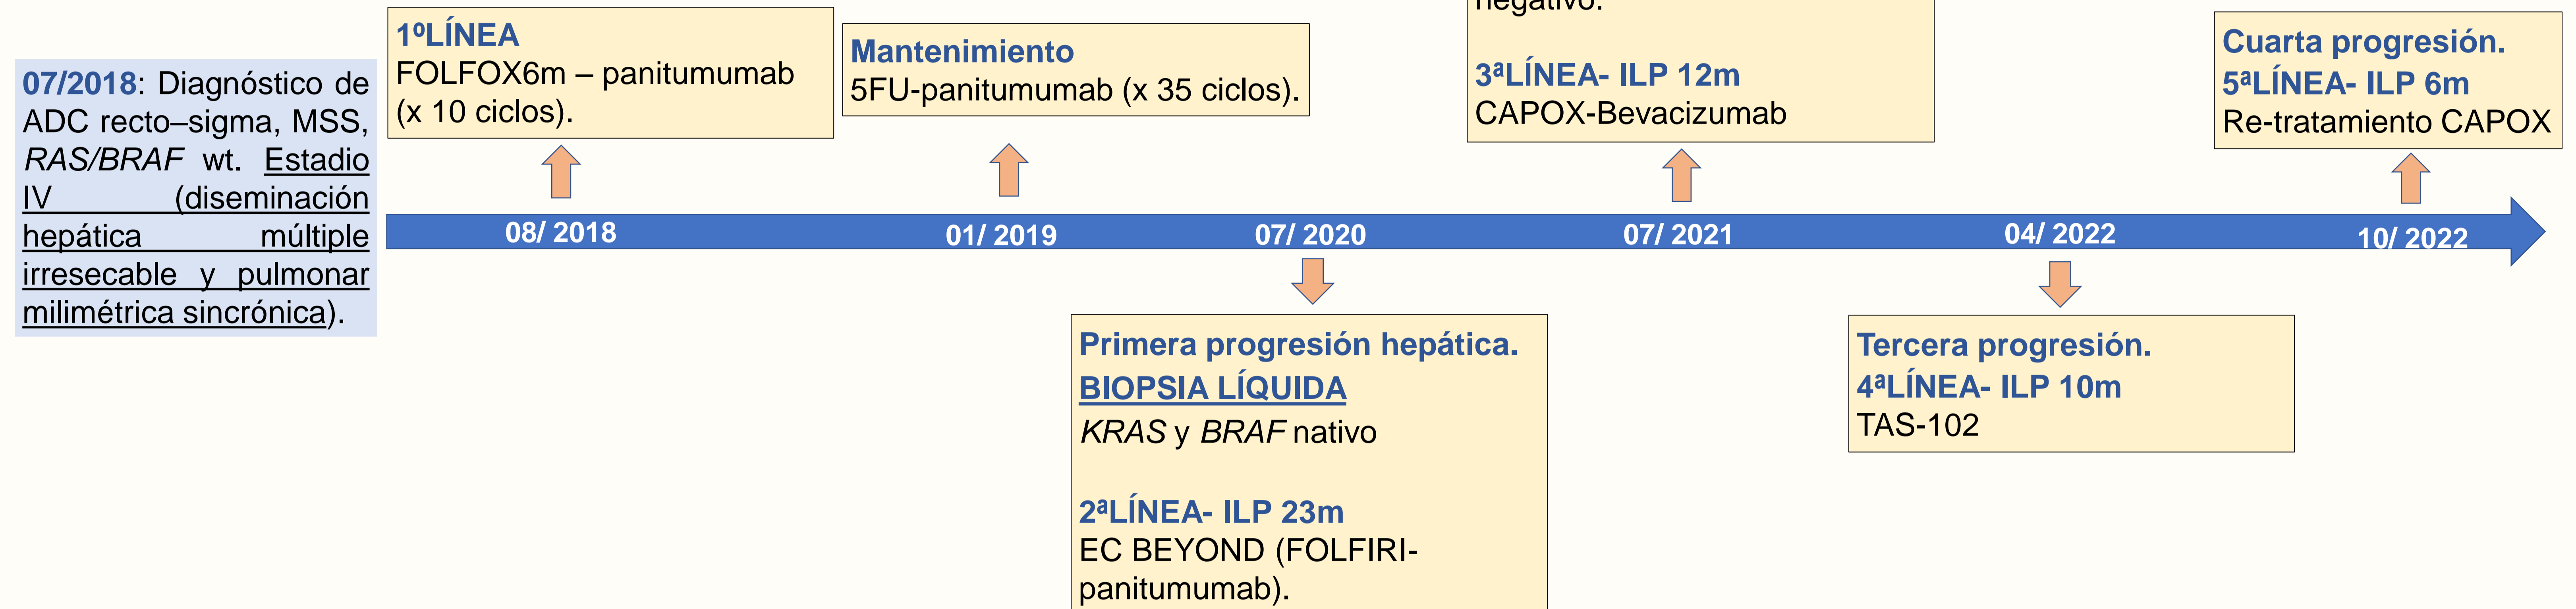 07/2018: Diagnóstico de
ADC recto–sigma, MSS,
RAS/BRAF wt. Estadio
IV (diseminación
hepática múltiple
irresecable y pulmonar
milimétrica sincrónica).
1ºLÍNEA
FOLFOX6m – panitumumab
(x 10 ciclos).
Mantenimiento
5FU-panitumumab (x 35 ciclos).
negativo.
3ªLÍNEA- ILP 12m
CAPOX-Bevacizumab
Cuarta progresión.
5ªLÍNEA- ILP 6m
Re-tratamiento CAPOX
08/ 2018
01/ 2019
07/ 2020
07/ 2021
04/ 2022
10/ 2022
Primera progresión hepática.
BIOPSIA LÍQUIDA
KRAS y BRAF nativo
2ªLÍNEA- ILP 23m
EC BEYOND (FOLFIRI-
panitumumab).
Tercera progresión.
4ªLÍNEA- ILP 10m
TAS-102